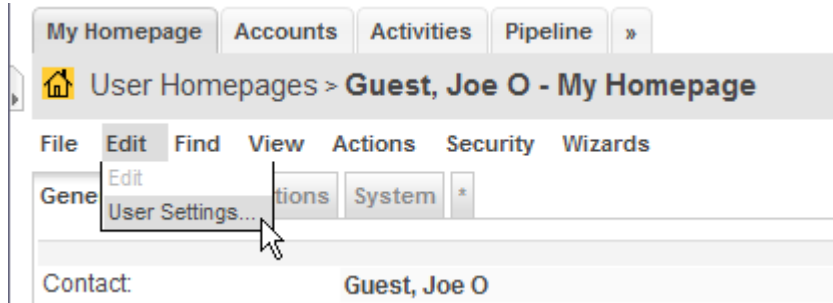 My Homepage Accounts Activities Pipeline »
User Homepages > Guest, Joe O - My Homepage
File Edit Find View Actions Security Wizards
Edit
Gene tions System *
User Settings...
Contact: Guest, Joe O